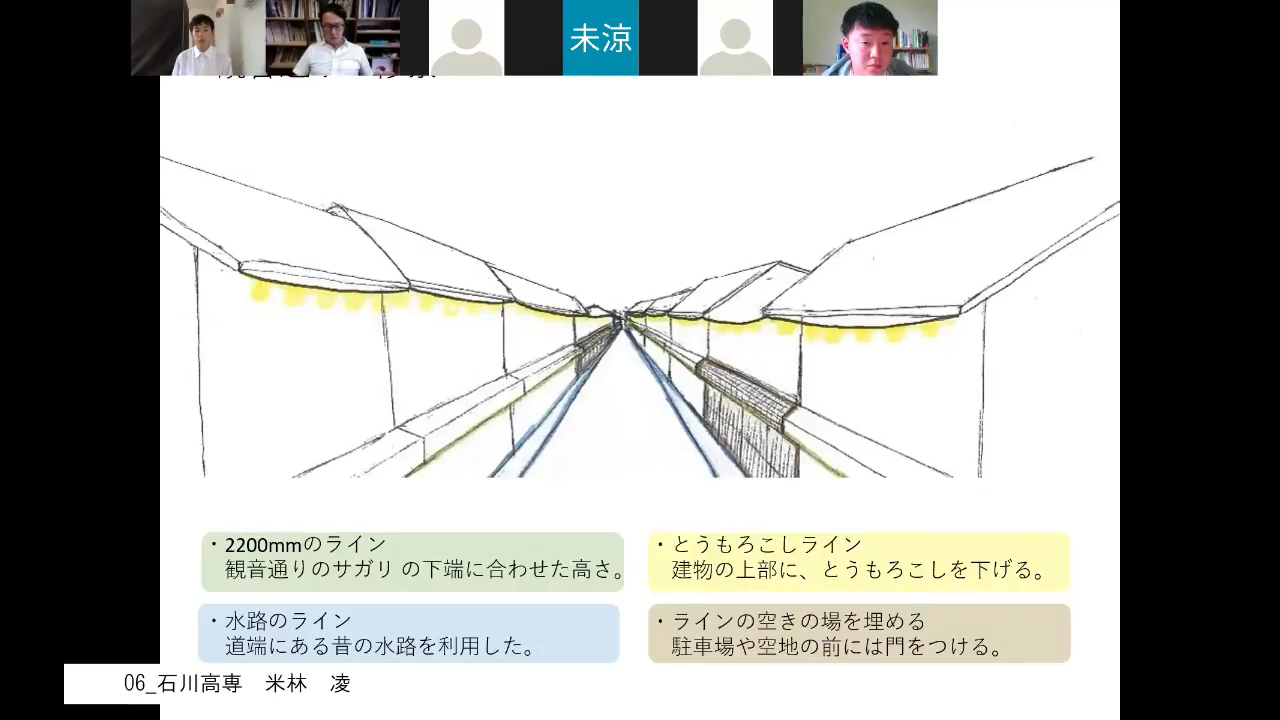 未涼
・2200mmのライン
観音通りのサガリ の下端に合わせた高さ。
・とうもろこしライン
建物の上部に、とうもろこしを下げる。
・水路のライン
道端にある昔の水路を利用した。
・ラインの空きの場を埋める
駐車場や空地の前には門をつける。
06_石川高専　米林　凌